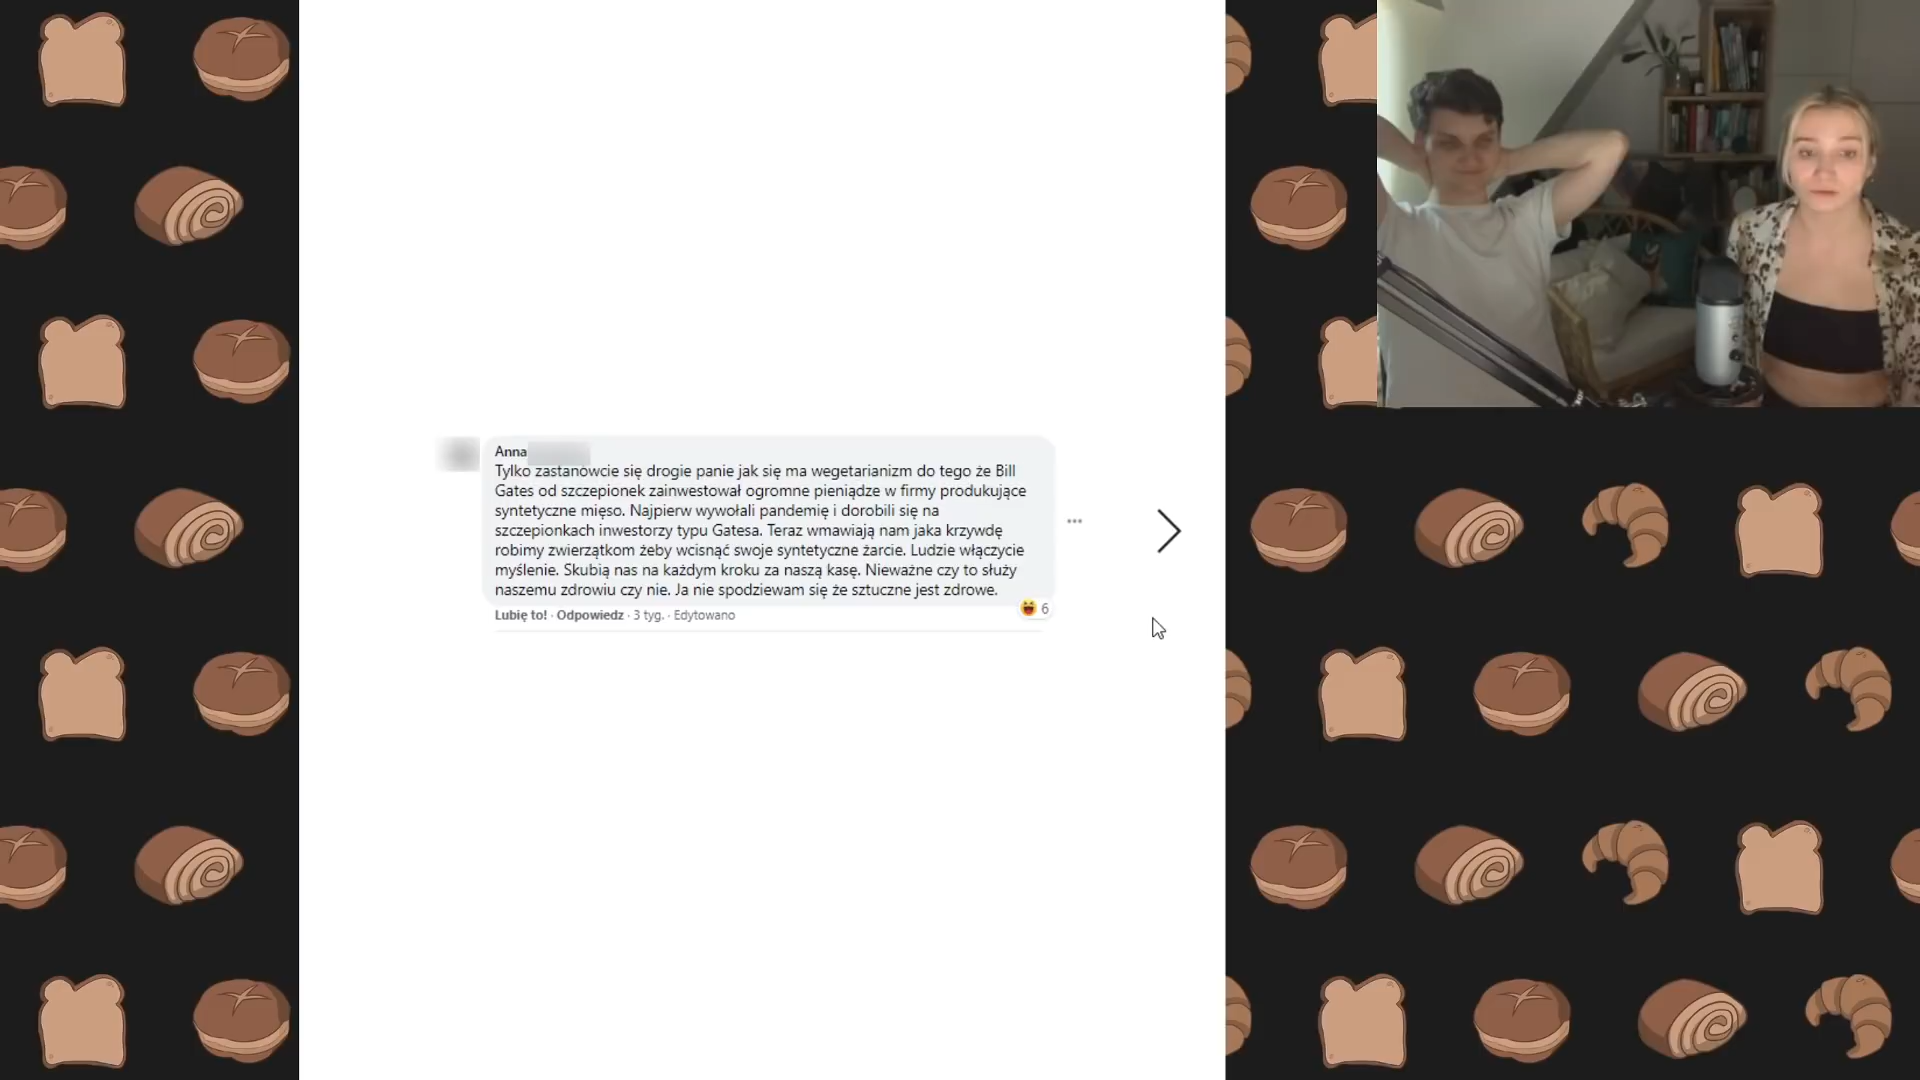 Anna
Tylko zastanówcie się drogie panie jak się ma wegetarianizm do tego że Bill
Gates od szczepionek zainwestował ogromne pieniądze w firmy produkujące
syntetyczne mięso. Najpierw wywołali pandemię i dorobili się na
szczepionkach inwestorzy typu Gatesa. Teraz wmawiają nam jaka krzywdę
robimy zwierzątkom żeby wcisnąć swoje syntetyczne żarcie. Ludzie włączycie
myślenie. Skubią nas na każdym kroku za naszą kasę. Nieważne czy to służy
naszemu zdrowiu czy nie. Ja nie spodziewam się że sztuczne jest zdrowe.
Lubię to! · Odpowiedz · 3 tyg. · Edytowano
6